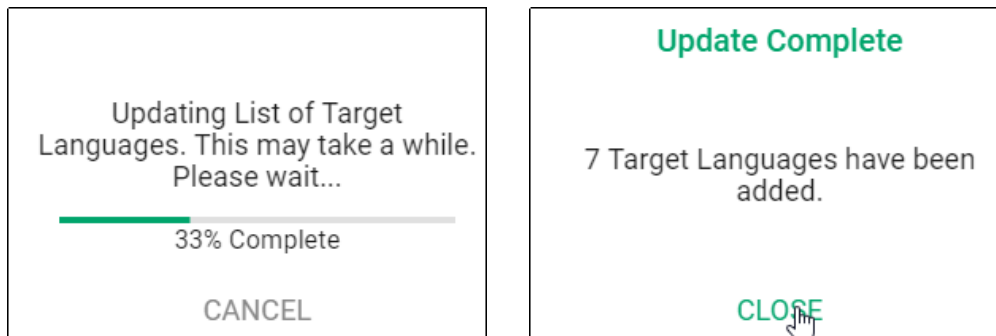 Updating List of Target
Languages. This may take a while.
Please wait...
33% Complete
CANCEL
Update Complete
7 Target Languages have been
added.
CLOSE